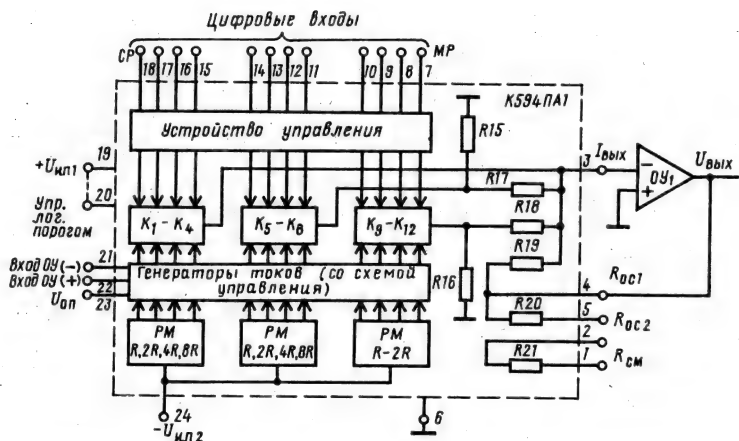 Цифровые входы
СР МР
18 17 16 15 14 13 12 11 10 9 8 7
К594ПА1
Устройство управления
R15
19
+Uип1
20
Упр. лог. порогом
3 Iвых
Uвых
ОУ1
− +
R17
R18
R19
К1 − К4
К5 − К8
К9 − К12
21
Вход ОУ(−)
Вход ОУ(+)
22
Uоп
23
Генераторы токов (со схемой управления)
R16
4 Rос1
R20
5 Rос2
2
R21
1 Rсм
РМ R,2R,4R,8R
РМ R,2R,4R,8R
РМ R−2R
24
−Uип2
6